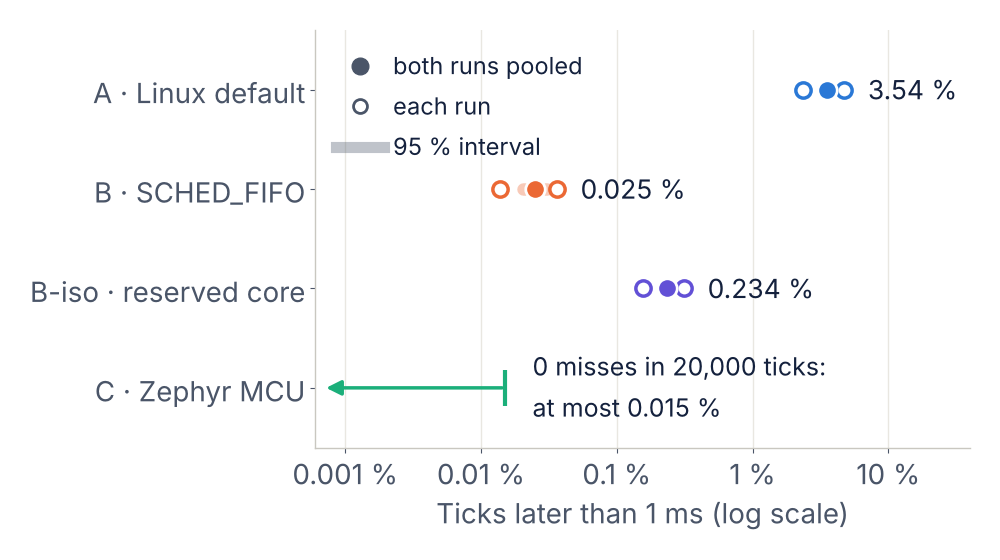 both runs pooled
A · Linux default
3.54 %
each run
95 % interval
B · SCHED_FIFO
0.025 %
B-iso · reserved core
0.234 %
0 misses in 20,000 ticks:
C · Zephyr MCU
at most 0.015 %
0.001 %
0.01 %
0.1 %
1 %
10 %
Ticks later than 1 ms (log scale)